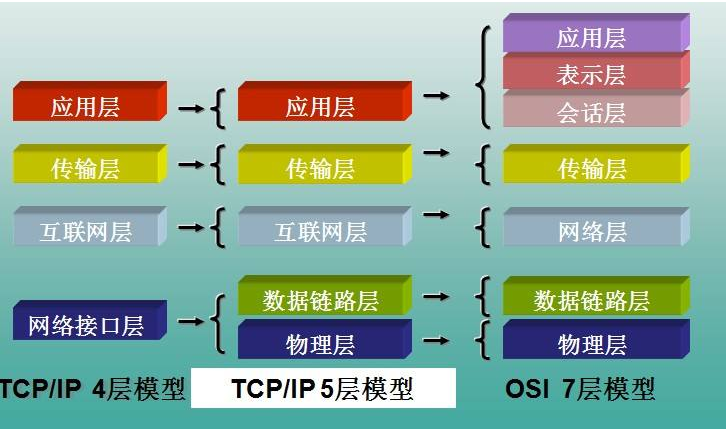 应用层
传输层
互联网层
网络接口层
TCP/IP 4层模型
应用层
传输层
互联网层
数据链路层
物理层
TCP/IP 5层模型
应用层
表示层
会话层
传输层
网络层
数据链路层
物理层
OSI 7层模型